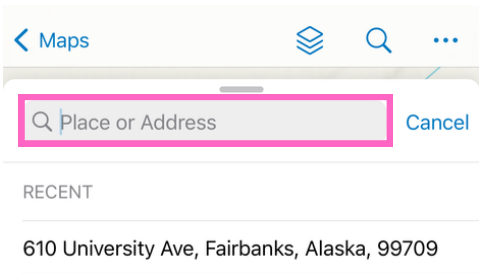 Maps
Place or Address
Cancel
RECENT
610 University Ave, Fairbanks, Alaska, 99709